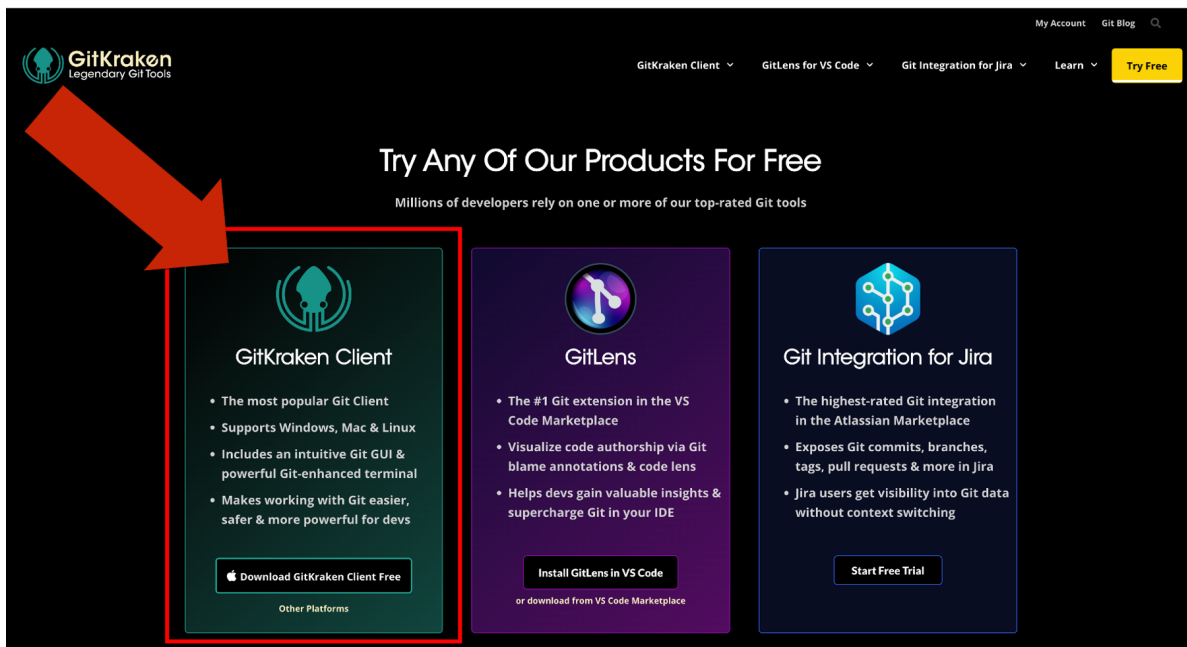 My Account Git Blog
GitKraken
Legendary Git Tools
GitKraken Client GitLens for VS Code Git Integration for Jira Learn Try Free
Try Any Of Our Products For Free
Millions of developers rely on one or more of our top-rated Git tools
GitKraken Client
• The most popular Git Client
• Supports Windows, Mac & Linux
• Includes an intuitive Git GUI &
powerful Git-enhanced terminal
• Makes working with Git easier,
safer & more powerful for devs
Download GitKraken Client Free
Other Platforms
GitLens
• The #1 Git extension in the VS
Code Marketplace
• Visualize code authorship via Git
blame annotations & code lens
• Helps devs gain valuable insights &
supercharge Git in your IDE
Install GitLens in VS Code
or download from VS Code Marketplace
Git Integration for Jira
• The highest-rated Git integration
in the Atlassian Marketplace
• Exposes Git commits, branches,
tags, pull requests & more in Jira
• Jira users get visibility into Git data
without context switching
Start Free Trial